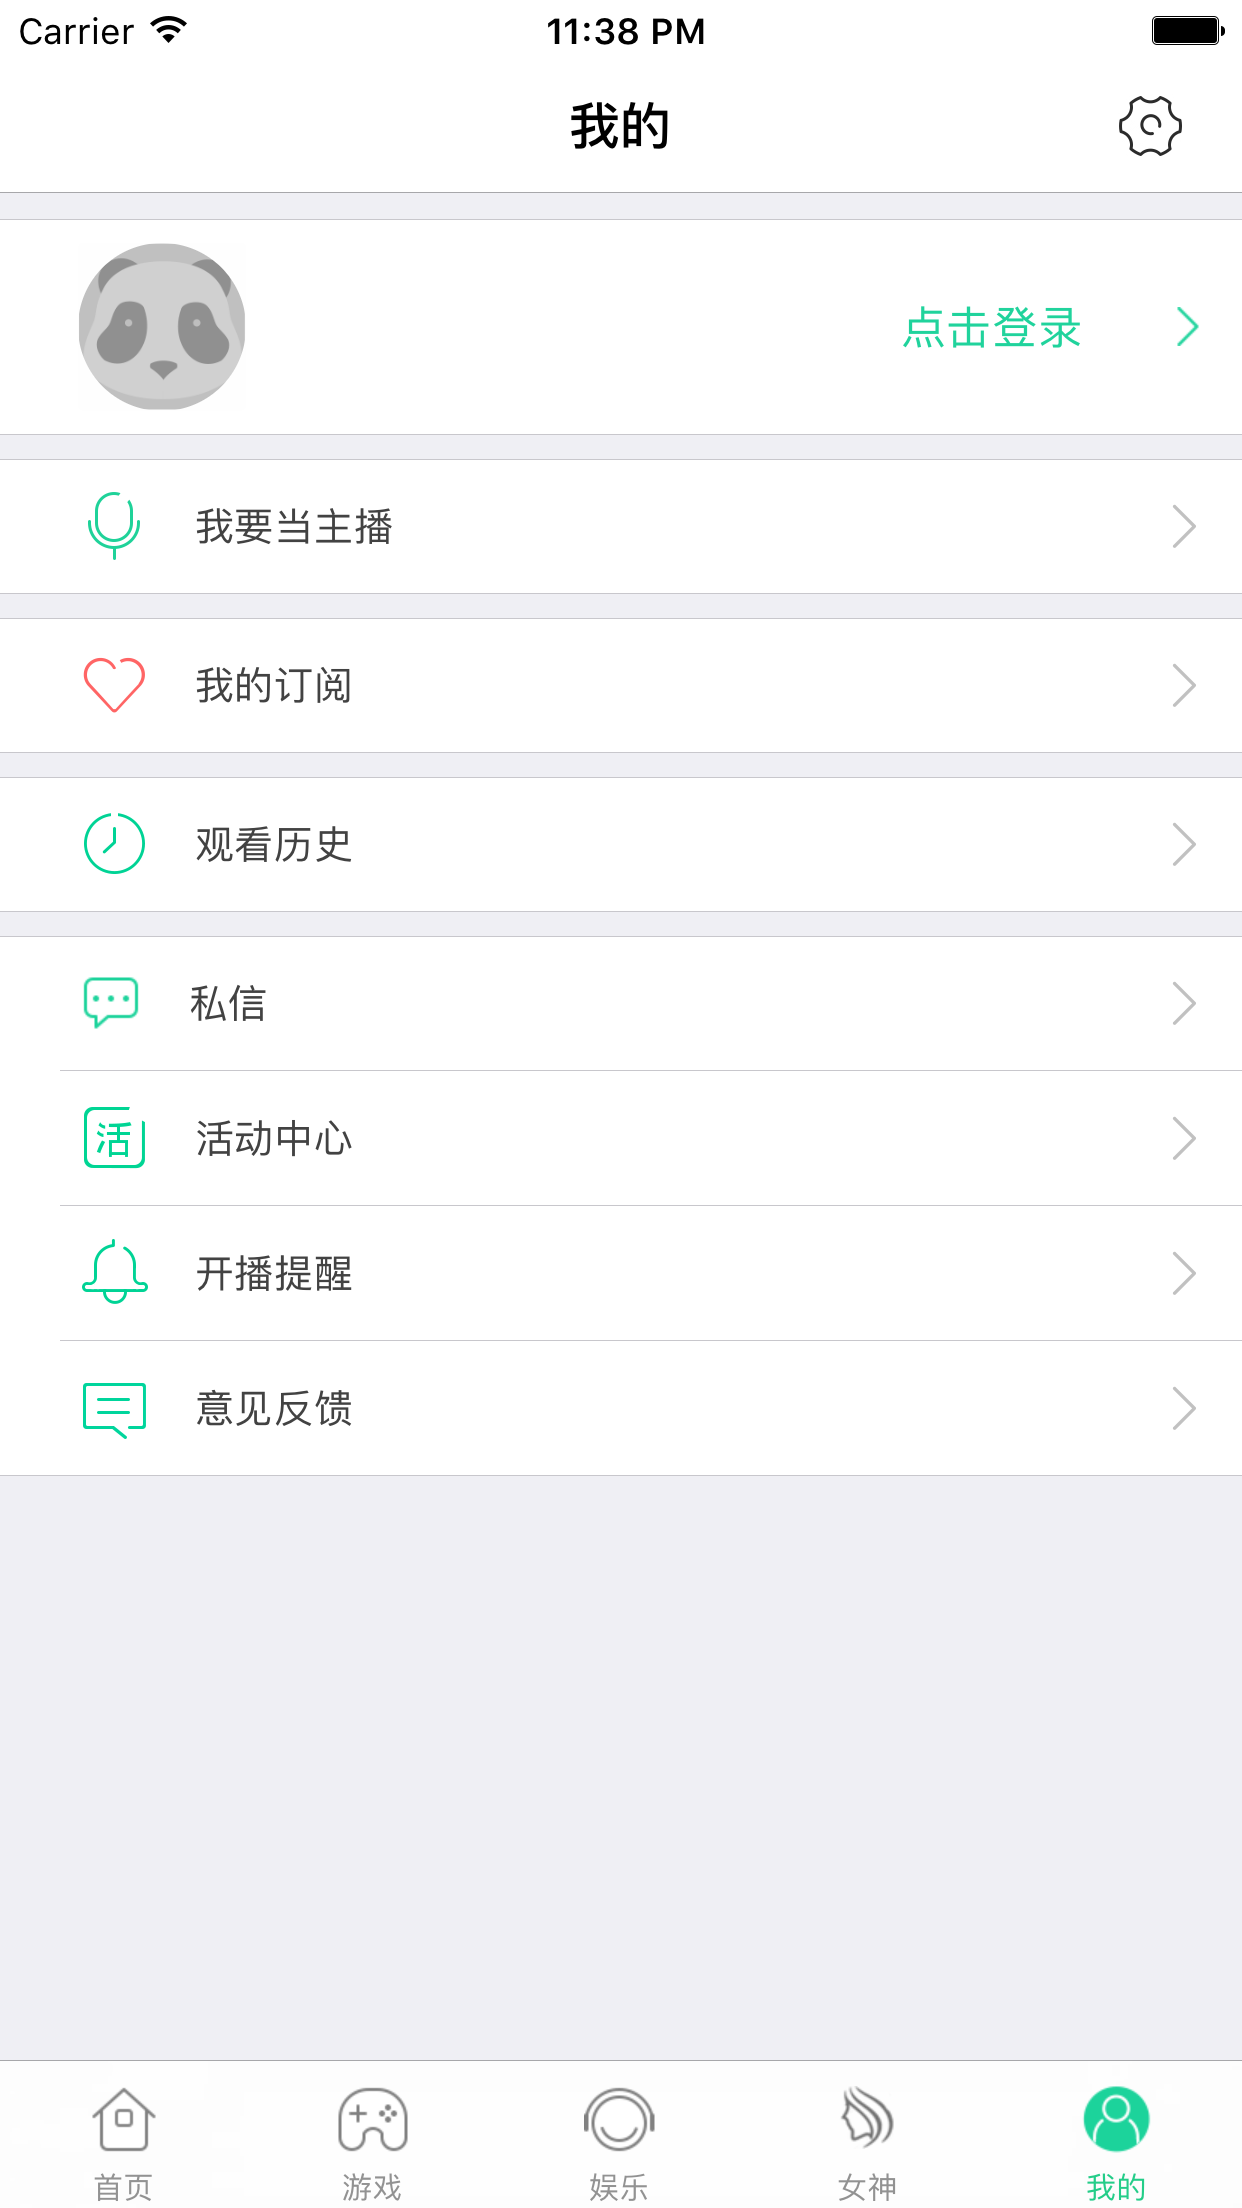 Carrier 11:38 PM
我的
点击登录
我要当主播
我的订阅
观看历史
私信
活 活动中心
开播提醒
意见反馈
首页 游戏 娱乐 女神 我的